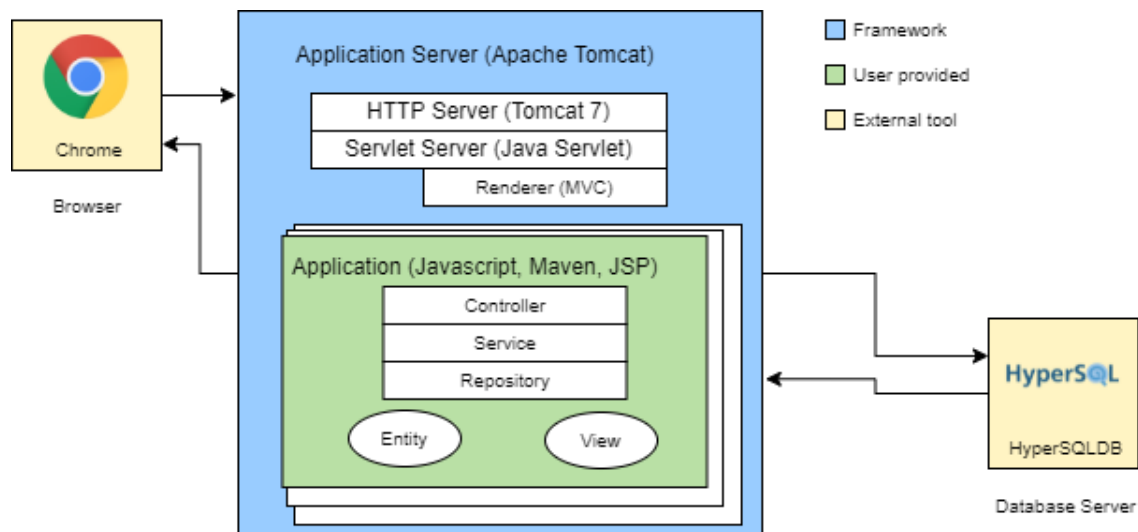 Application Server (Apache Tomcat)
HTTP Server (Tomcat 7)
Servlet Server (Java Servlet)
Renderer (MVC)
Chrome
Browser
Application (Javascript, Maven, JSP)
Controller
Service
Repository
Entity
View
Framework
User provided
External tool
HyperSQL
HyperSQLDB
Database Server